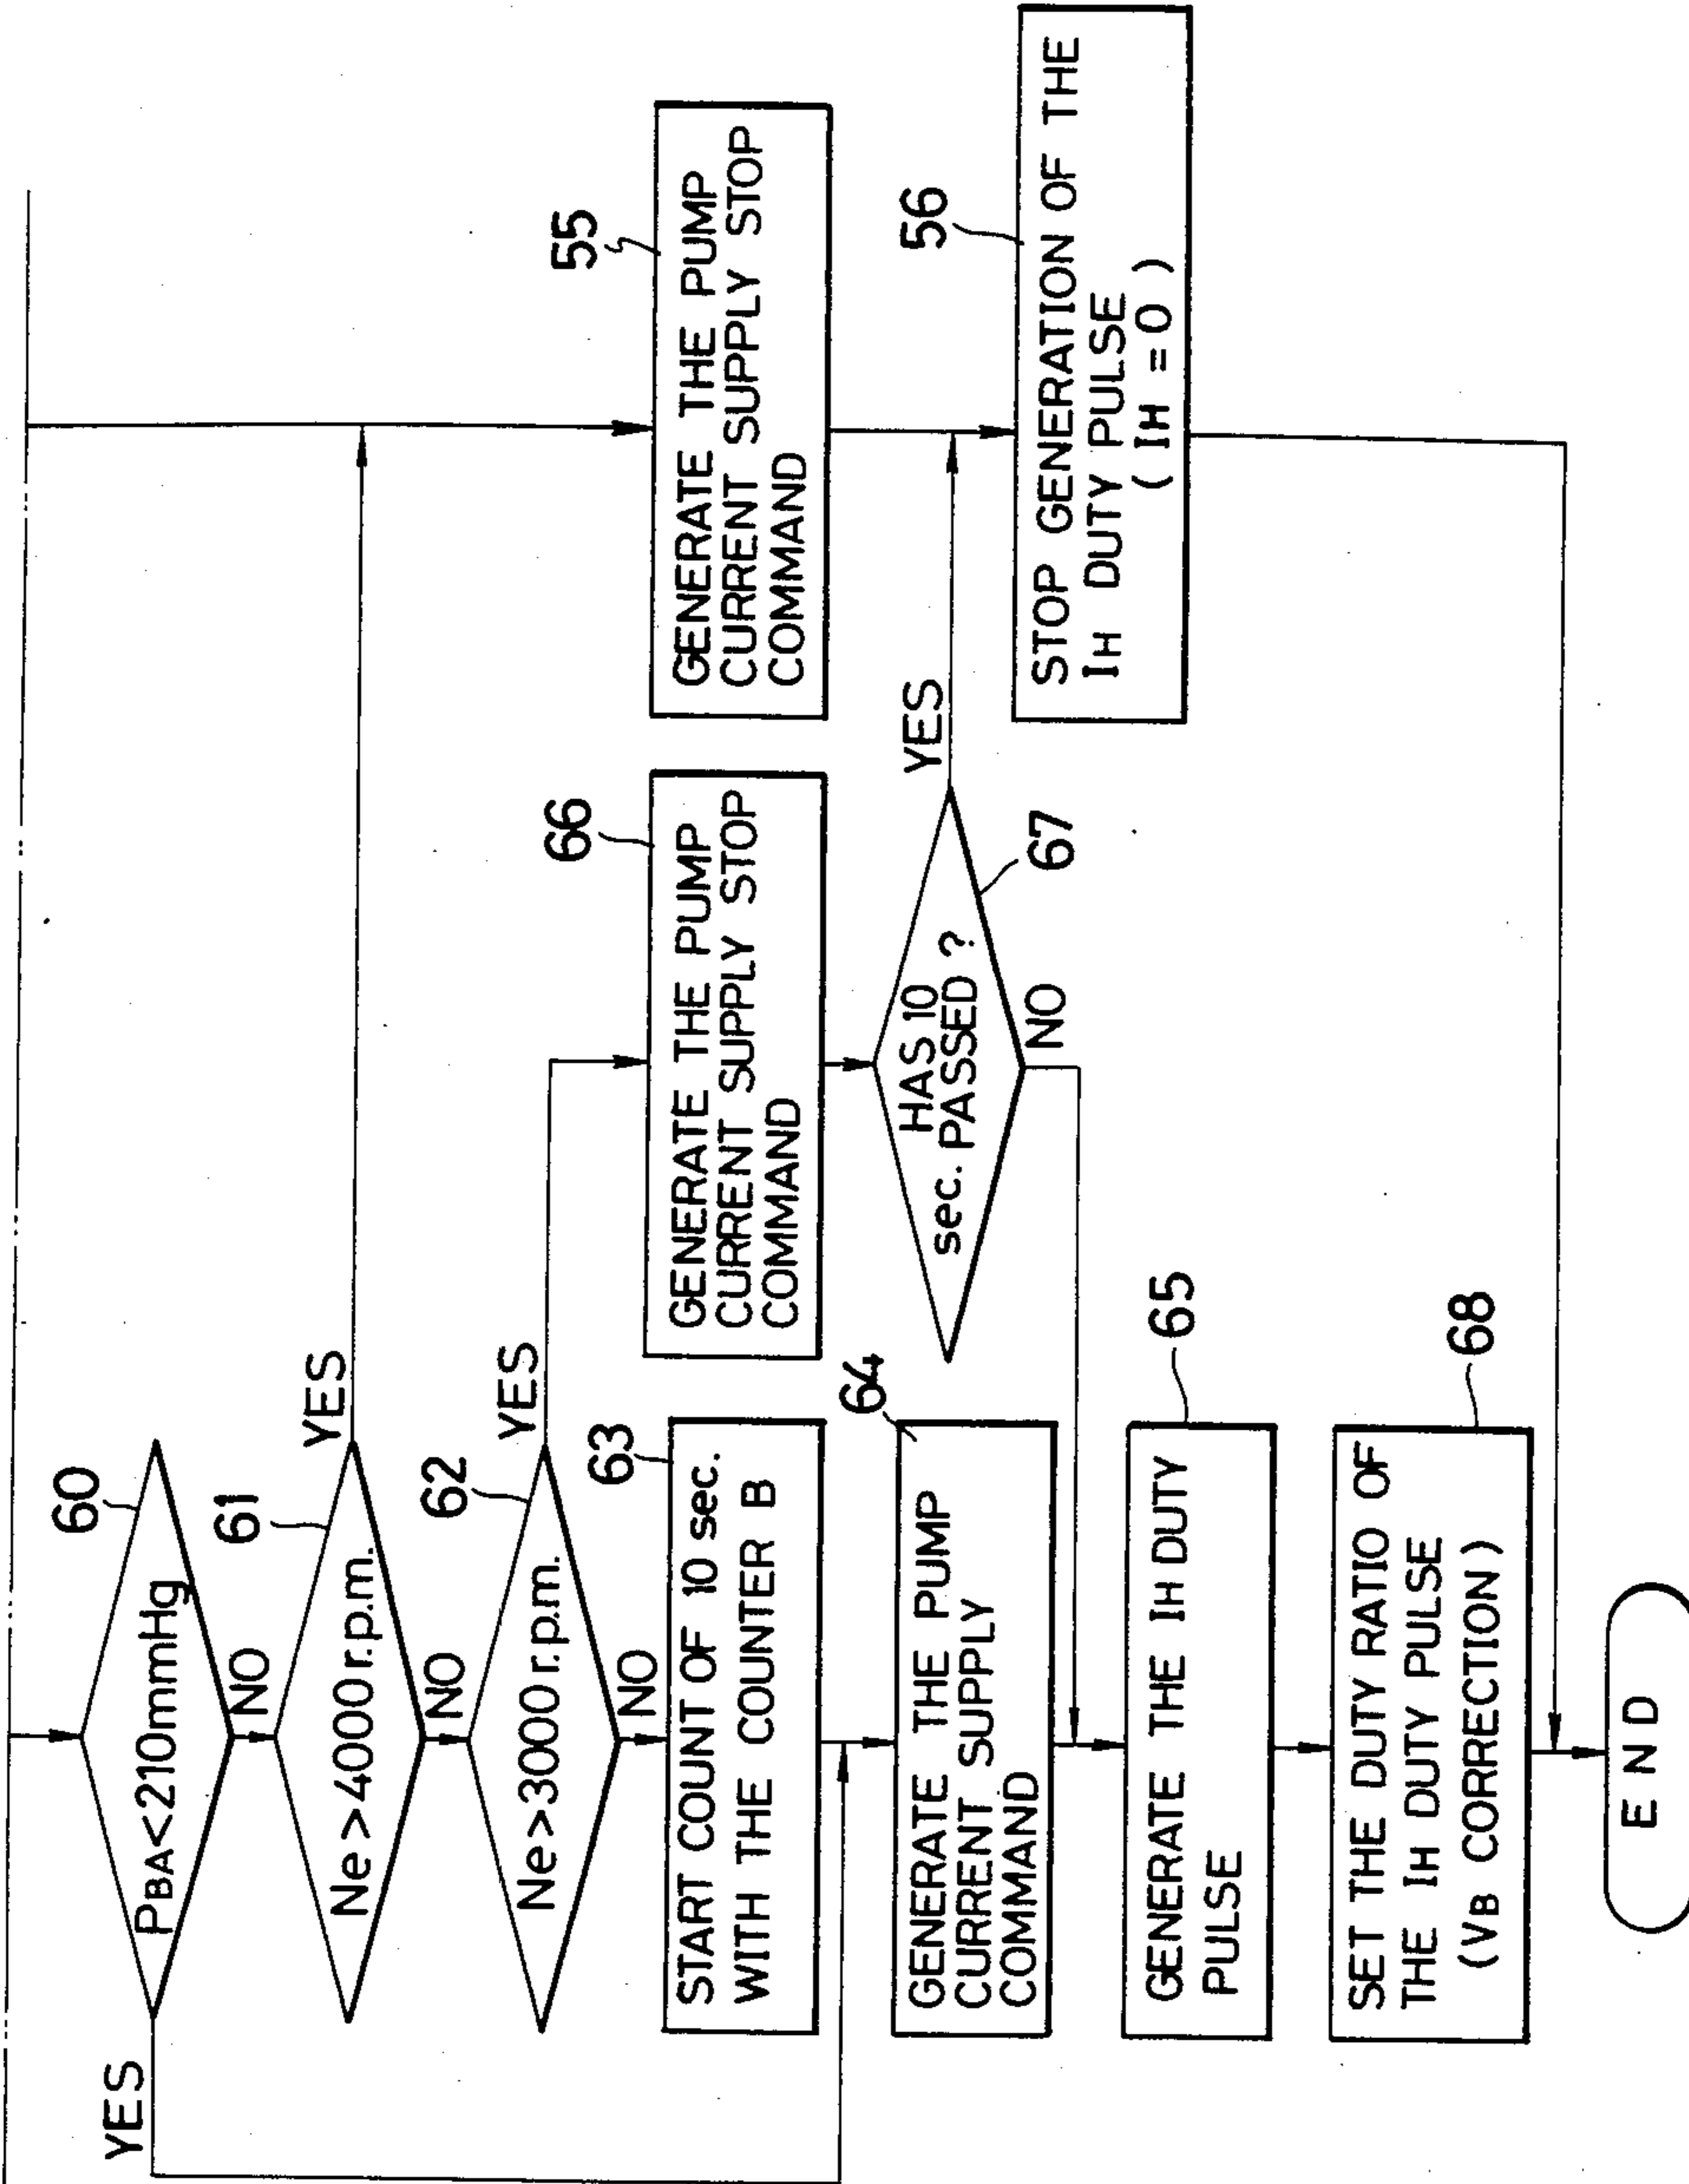 60
PBA<210mmHg
YES
NO
61
Ne>4000 r.p.m.
YES
NO
62
Ne>3000 r.p.m.
YES
NO
63
START COUNT OF 10 sec.
WITH THE COUNTER B
64
GENERATE THE PUMP
CURRENT SUPPLY
COMMAND
65
GENERATE THE IH DUTY
PULSE
68
SET THE DUTY RATIO OF
THE IH DUTY PULSE
(VB CORRECTION)
END
66
GENERATE THE PUMP
CURRENT SUPPLY STOP
COMMAND
HAS 10
sec. PASSED ?
67
YES
NO
55
GENERATE THE PUMP
CURRENT SUPPLY STOP
COMMAND
56
STOP GENERATION OF THE
IH DUTY PULSE
( IH = 0 )